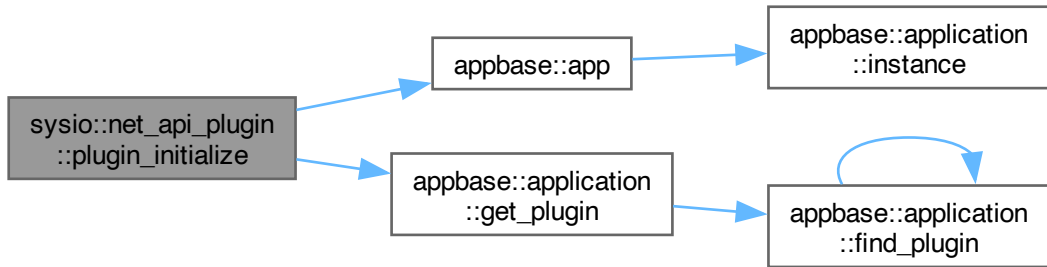 sysio::net_api_plugin
::plugin_initialize
appbase::app
appbase::application
::instance
appbase::application
::get_plugin
appbase::application
::find_plugin